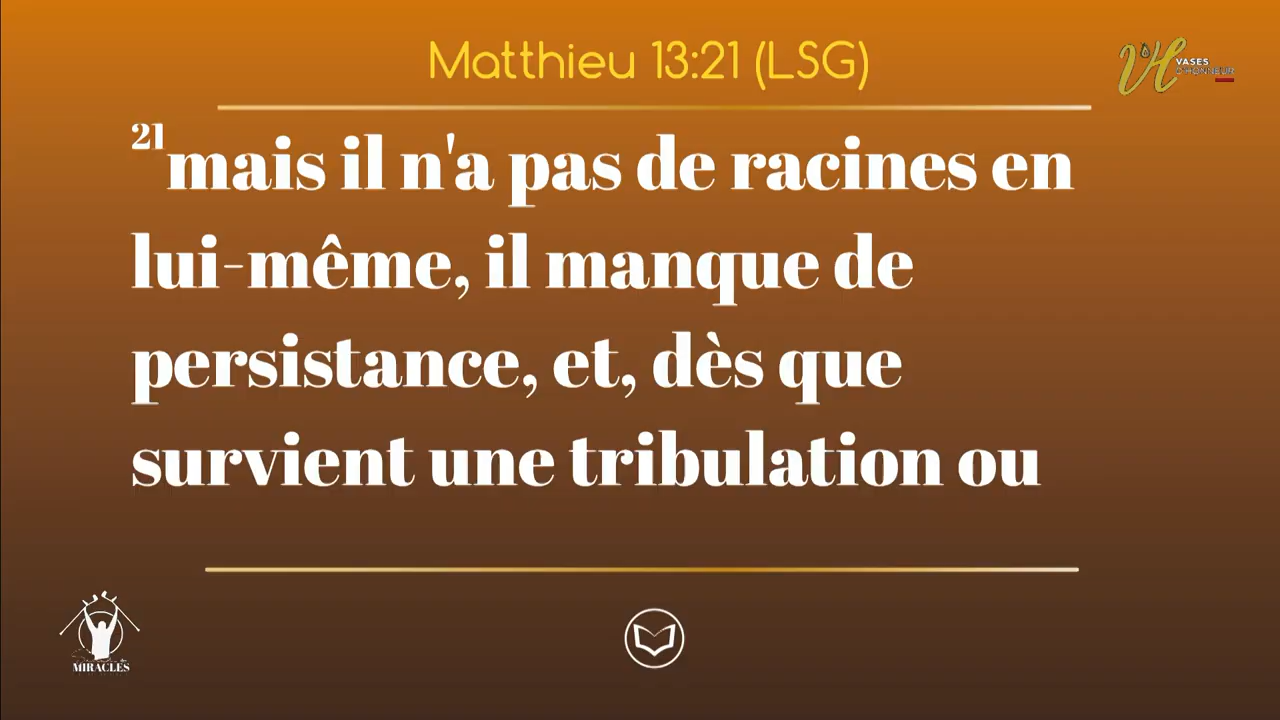 Matthieu 13:21 (LSG)
VASES
D'HONNEUR
21 mais il n'a pas de racines en
lui-même, il manque de
persistance, et, dès que
survient une tribulation ou
MIRACLES